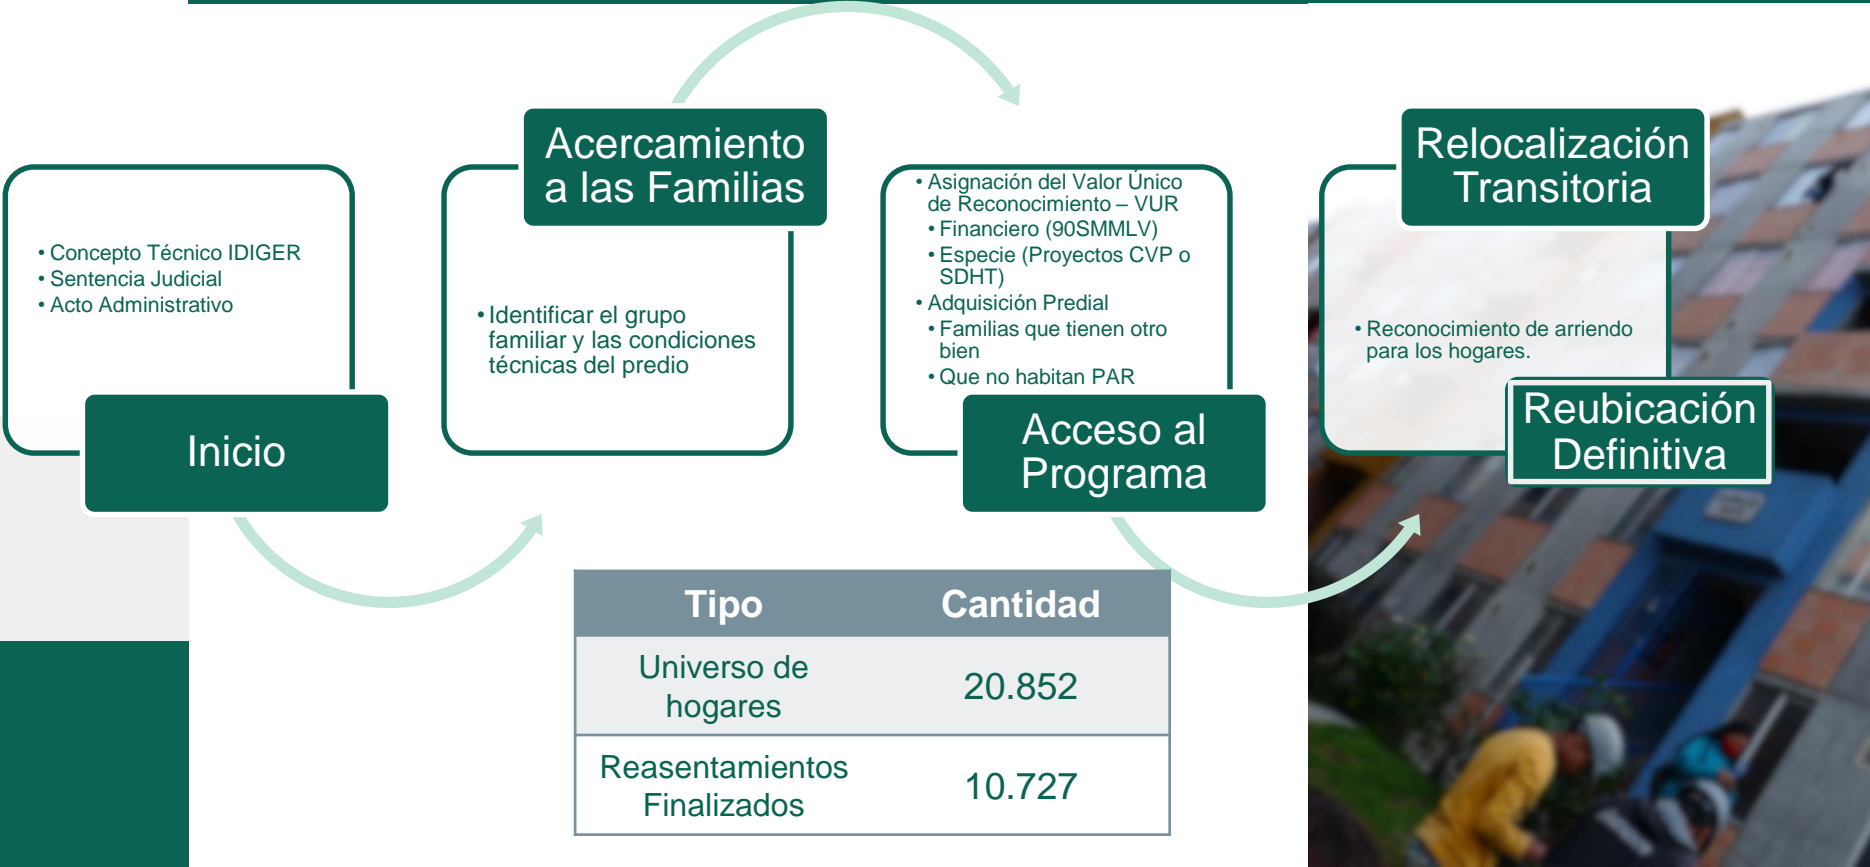 • Concepto Técnico IDIGER
• Sentencia Judicial
• Acto Administrativo
Inicio
Acercamiento
a las Familias
• Identificar el grupo
familiar y las condiciones
técnicas del predio
• Asignación del Valor Único
de Reconocimiento – VUR
• Financiero (90SMMLV)
• Especie (Proyectos CVP o
SDHT)
• Adquisición Predial
• Familias que tienen otro
bien
• Que no habitan PAR
Acceso al
Programa
Relocalización
Transitoria
• Reconocimiento de arriendo
para los hogares.
Reubicación
Definitiva
Tipo Cantidad
Universo de
hogares
20.852
Reasentamientos
Finalizados
10.727